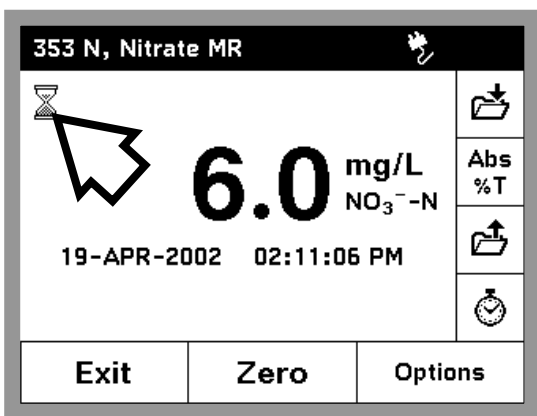 353 N, Nitrate MR
6.0 mg/L
NO₃⁻-N
Abs
%T
19-APR-2002 02:11:06 PM
Exit Zero Options